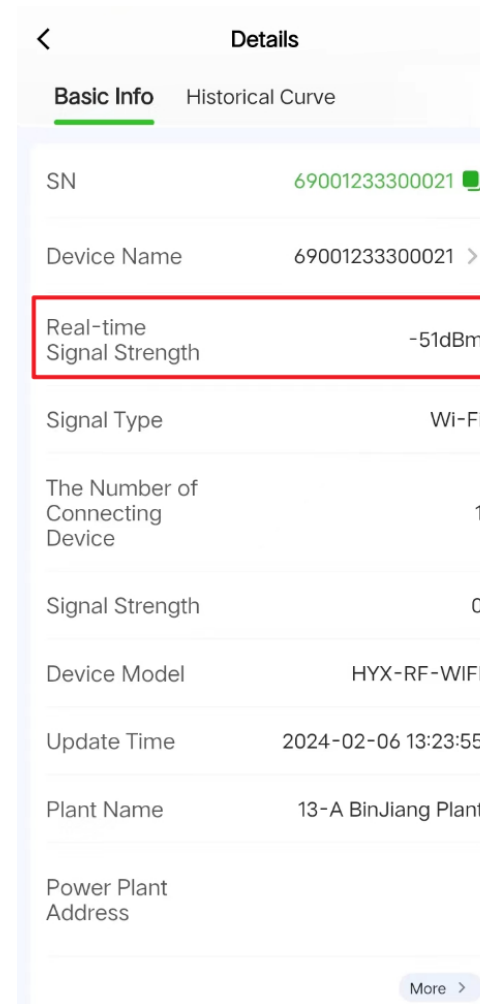 Details
Basic Info Historical Curve
SN 69001233300021
Device Name 69001233300021
Real-time
Signal Strength -51dBm
Signal Type Wi-Fi
The Number of
Connecting
Device 1
Signal Strength 0
Device Model HYX-RF-WIFI
Update Time 2024-02-06 13:23:55
Plant Name 13-A BinJiang Plant
Power Plant
Address
More